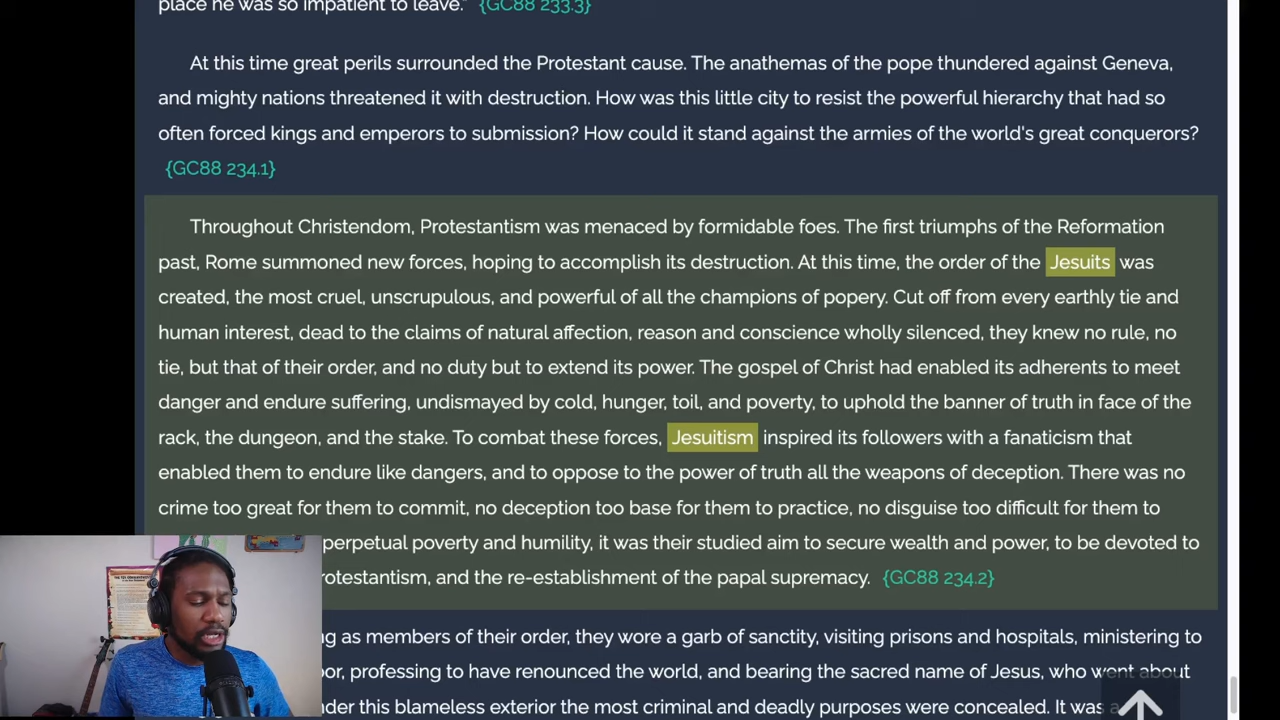 place he was so impatient to leave." {GC88 233.3}
At this time great perils surrounded the Protestant cause. The anathemas of the pope thundered against Geneva,
and mighty nations threatened it with destruction. How was this little city to resist the powerful hierarchy that had so
often forced kings and emperors to submission? How could it stand against the armies of the world's great conquerors?
{GC88 234.1}
Throughout Christendom, Protestantism was menaced by formidable foes. The first triumphs of the Reformation
past, Rome summoned new forces, hoping to accomplish its destruction. At this time, the order of the Jesuits was
created, the most cruel, unscrupulous, and powerful of all the champions of popery. Cut off from every earthly tie and
human interest, dead to the claims of natural affection, reason and conscience wholly silenced, they knew no rule, no
tie, but that of their order, and no duty but to extend its power. The gospel of Christ had enabled its adherents to meet
danger and endure suffering, undismayed by cold, hunger, toil, and poverty, to uphold the banner of truth in face of the
rack, the dungeon, and the stake. To combat these forces, Jesuitism inspired its followers with a fanaticism that
enabled them to endure like dangers, and to oppose to the power of truth all the weapons of deception. There was no
crime too great for them to commit, no deception too base for them to practice, no disguise too difficult for them to
perpetual poverty and humility, it was their studied aim to secure wealth and power, to be devoted to
rotestantism, and the re-establishment of the papal supremacy. {GC88 234.2}
ng as members of their order, they wore a garb of sanctity, visiting prisons and hospitals, ministering to
oor, professing to have renounced the world, and bearing the sacred name of Jesus, who went about
nder this blameless exterior the most criminal and deadly purposes were concealed. It was a